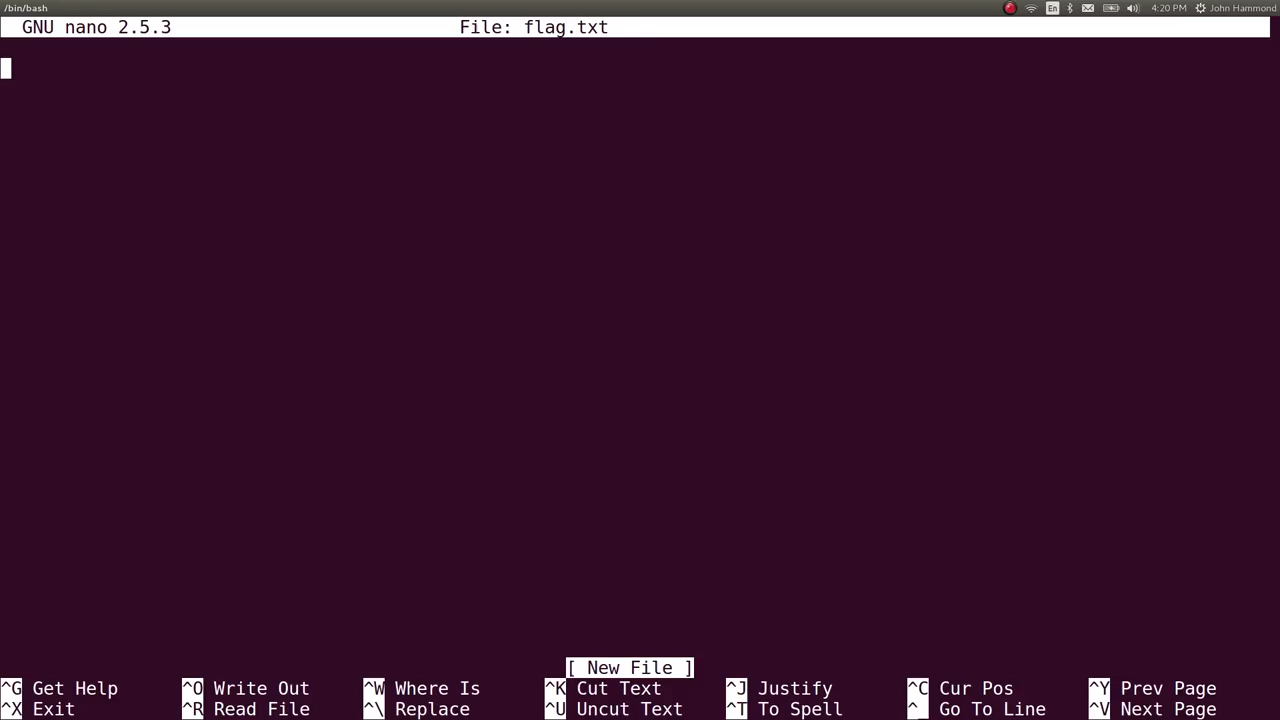 /bin/bash En 4:20 PM John Hammond
GNU nano 2.5.3 File: flag.txt
[ New File ]
^G Get Help ^O Write Out ^W Where Is ^K Cut Text ^J Justify ^C Cur Pos ^Y Prev Page
^X Exit ^R Read File ^\ Replace ^U Uncut Text ^T To Spell ^_ Go To Line ^V Next Page